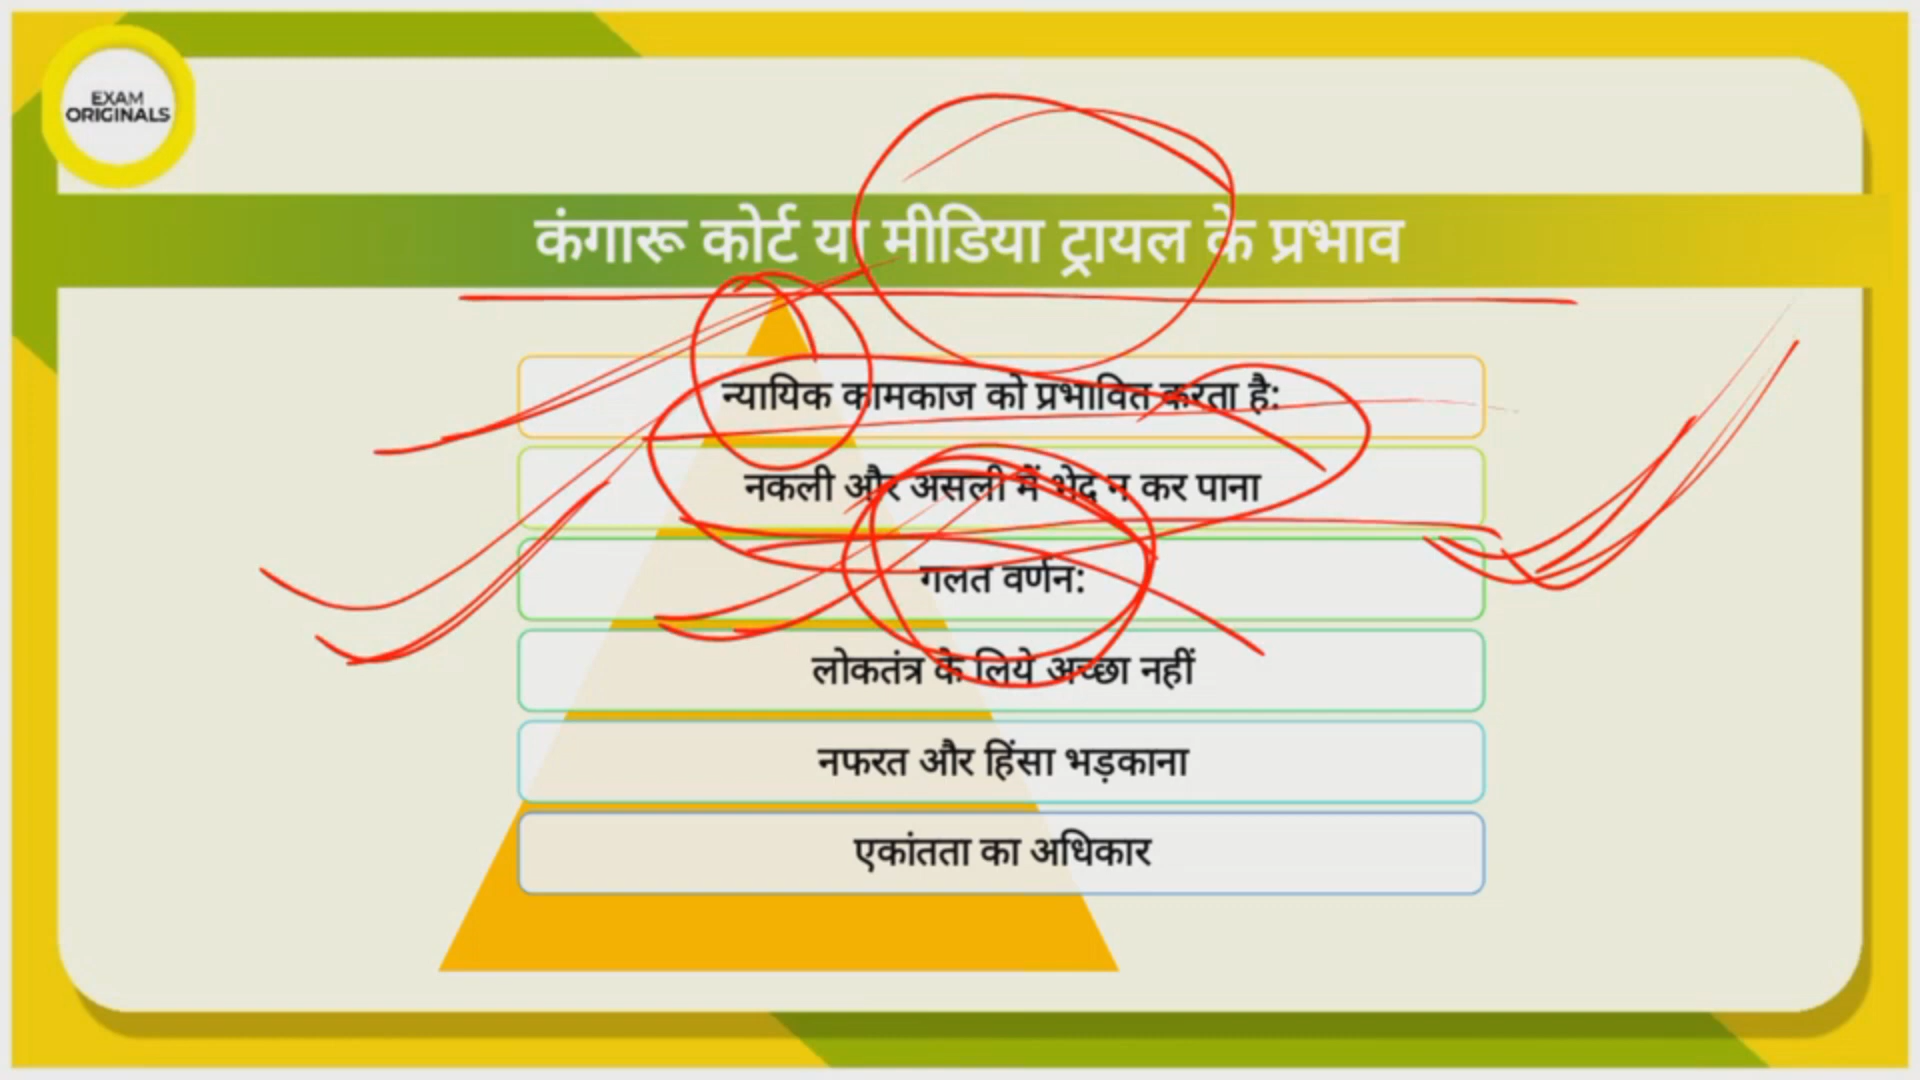 EXAM
ORIGINALS
कंगारू कोर्ट या मीडिया ट्रायल के प्रभाव
न्यायिक कामकाज को प्रभावित करता है:
नकली और असली में भेद न कर पाना
गलत वर्णन:
लोकतंत्र के लिये अच्छा नहीं
नफरत और हिंसा भड़काना
एकांतता का अधिकार